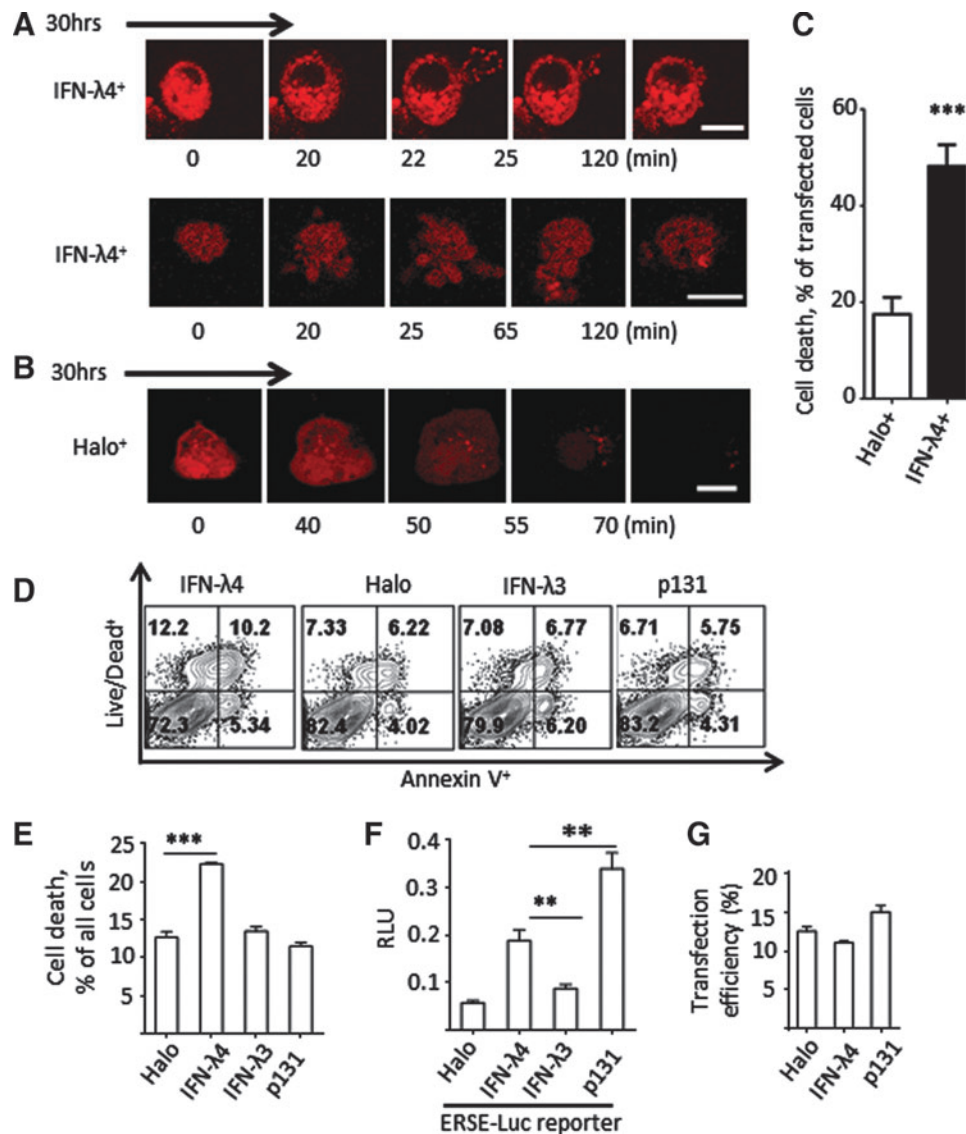 A
30hrs
IFN-λ4⁺
0 20 22 25 120 (min)
IFN-λ4⁺
0 20 25 65 120 (min)
B
30hrs
Halo⁺
0 40 50 55 70 (min)
C
Cell death, % of transfected cells
60
40
20
0
***
Halo+
IFN-λ4+
D
IFN-λ4 Halo IFN-λ3 p131
Live/Dead⁺
12.2 10.2 7.33 6.22 7.08 6.77 6.71 5.75
72.3 5.34 82.4 4.02 79.9 6.20 83.2 4.31
Annexin V⁺
E
Cell death,
% of all cells
25
20
15
10
5
***
Halo
IFN-λ4
IFN-λ3
p131
F
RLU
0.4
0.3
0.2
0.1
**
**
Halo
IFN-λ4
IFN-λ3
p131
ERSE-Luc reporter
G
Transfection
efficiency (%)
20
15
10
5
Halo
IFN-λ4
p131